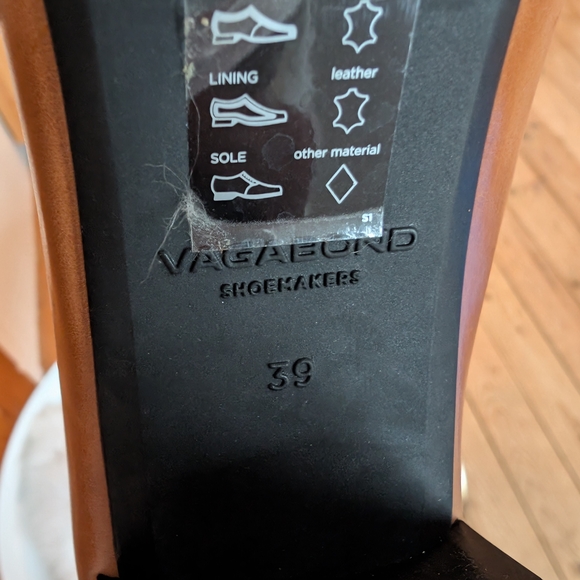 LINING leather
SOLE other material
S1
VAGABOND
SHOEMAKERS
39